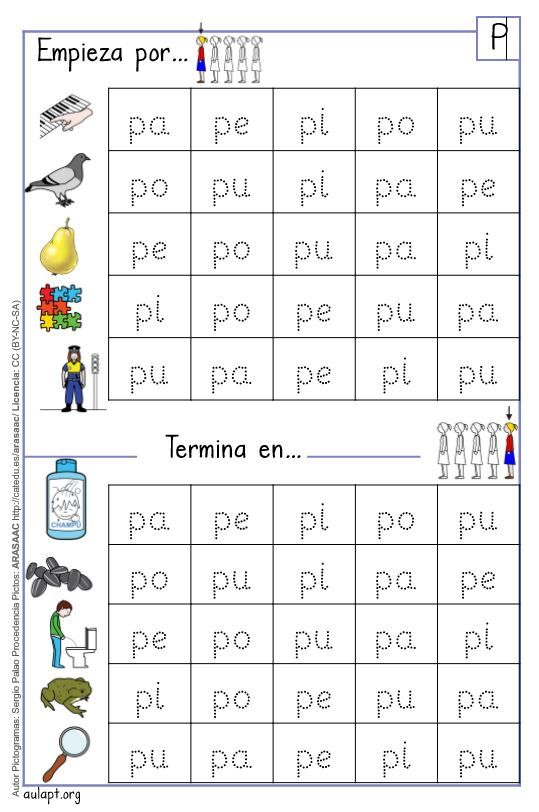 P
Empieza por...
pa pe pi po pu
po pu pi pa pe
pe po pu pa pi
pi po pe pu pa
pu pa pe pi pu
Termina en...
CHAMPÚ
pa pe pi po pu
po pu pi pa pe
pe po pu pa pi
pi po pe pu pa
pu pa pe pi pu
Autor Pictogramas: Sergio Palao Procedencia Pictos: ARASAAC http://catedu.es/arasaac/ Licencia: CC (BY-NC-SA)
aulapt.org